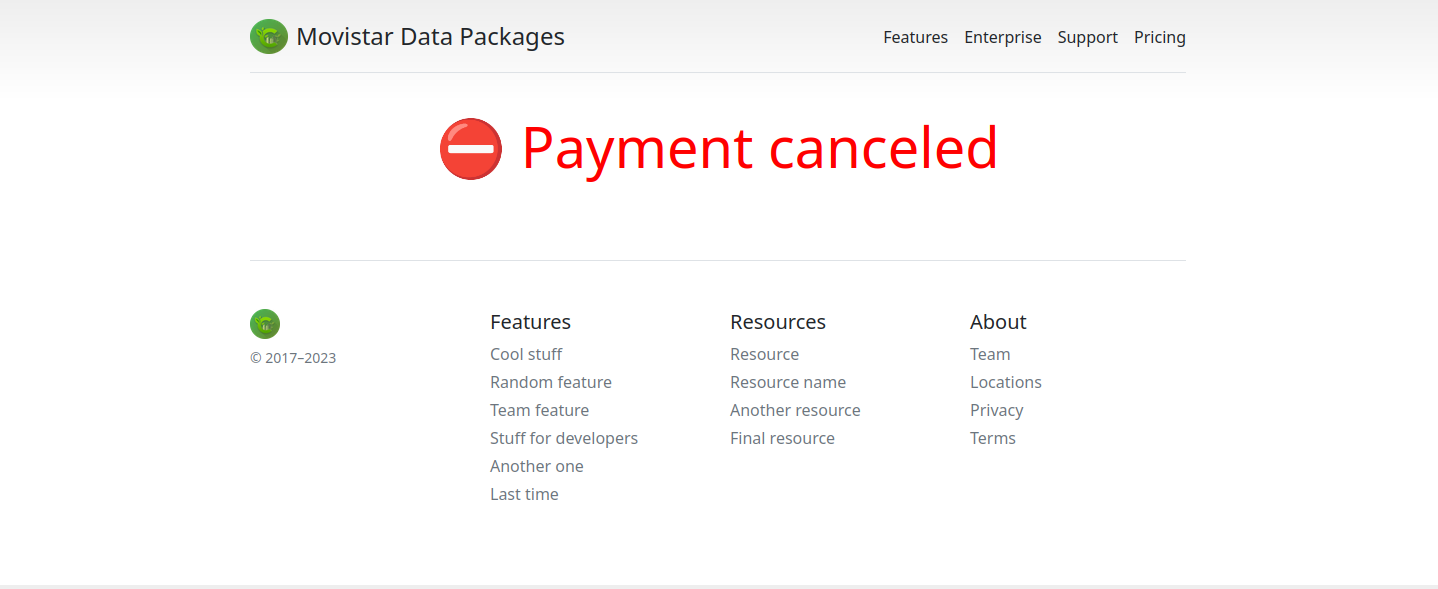 Movistar Data Packages
Features Enterprise Support Pricing
⛔ Payment canceled
© 2017–2023
Features
Cool stuff
Random feature
Team feature
Stuff for developers
Another one
Last time
Resources
Resource
Resource name
Another resource
Final resource
About
Team
Locations
Privacy
Terms